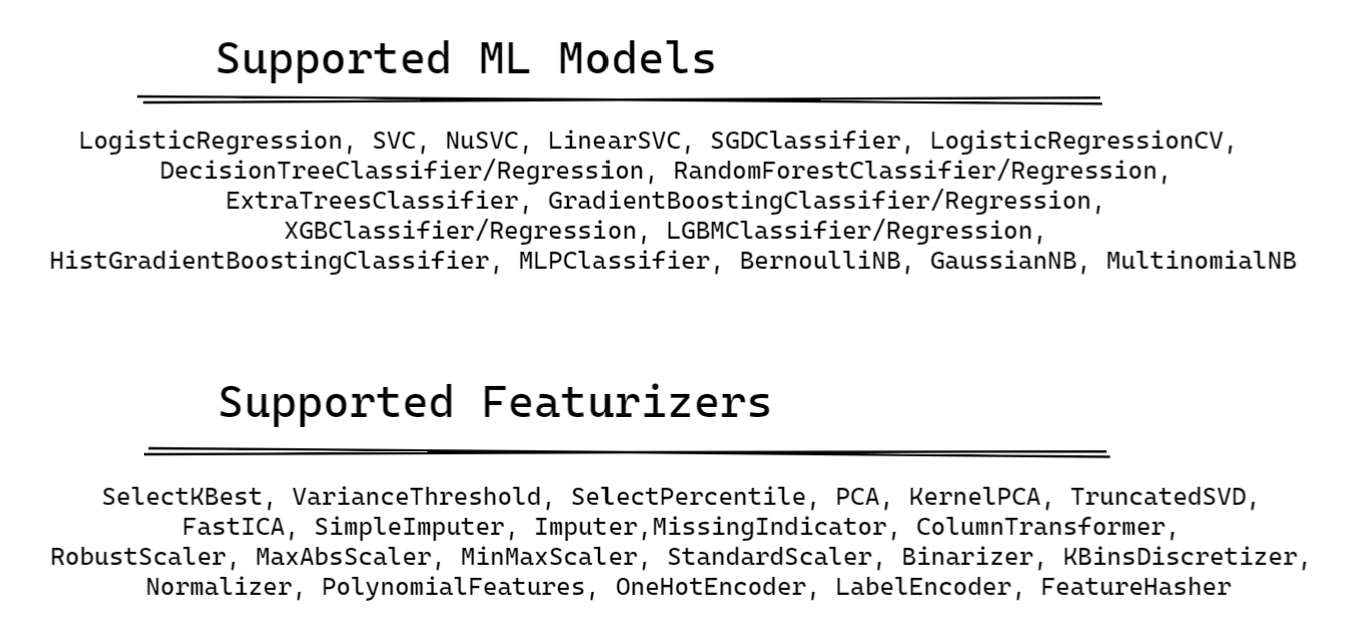 Supported ML Models
LogisticRegression, SVC, NuSVC, LinearSVC, SGDClassifier, LogisticRegressionCV,
DecisionTreeClassifier/Regression, RandomForestClassifier/Regression,
ExtraTreesClassifier, GradientBoostingClassifier/Regression,
XGBClassifier/Regression, LGBMClassifier/Regression,
HistGradientBoostingClassifier, MLPClassifier, BernoulliNB, GaussianNB, MultinomialNB
Supported Featurizers
SelectKBest, VarianceThreshold, SelectPercentile, PCA, KernelPCA, TruncatedSVD,
FastICA, SimpleImputer, Imputer,MissingIndicator, ColumnTransformer,
RobustScaler, MaxAbsScaler, MinMaxScaler, StandardScaler, Binarizer, KBinsDiscretizer,
Normalizer, PolynomialFeatures, OneHotEncoder, LabelEncoder, FeatureHasher